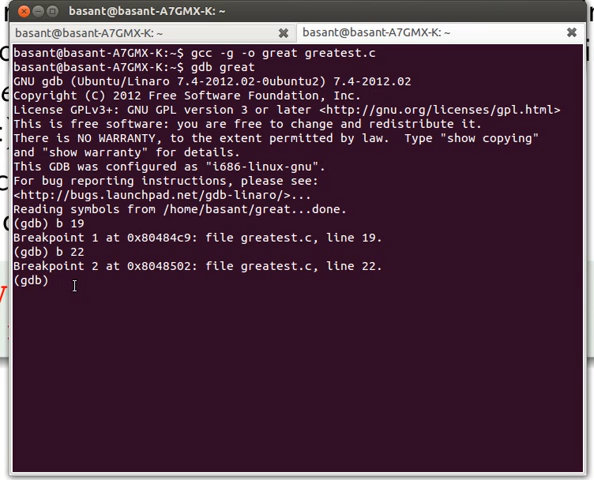 basant@basant-A7GMX-K: ~
basant@basant-A7GMX-K: ~
basant@basant-A7GMX-K: ~
basant@basant-A7GMX-K:~$ gcc -g -o great greatest.c
basant@basant-A7GMX-K:~$ gdb great
GNU gdb (Ubuntu/Linaro 7.4-2012.02-0ubuntu2) 7.4-2012.02
Copyright (C) 2012 Free Software Foundation, Inc.
License GPLv3+: GNU GPL version 3 or later <http://gnu.org/licenses/gpl.html>
This is free software: you are free to change and redistribute it.
There is NO WARRANTY, to the extent permitted by law.  Type "show copying"
and "show warranty" for details.
This GDB was configured as "i686-linux-gnu".
For bug reporting instructions, please see:
<http://bugs.launchpad.net/gdb-linaro/>...
Reading symbols from /home/basant/great...done.
(gdb) b 19
Breakpoint 1 at 0x80484c9: file greatest.c, line 19.
(gdb) b 22
Breakpoint 2 at 0x8048502: file greatest.c, line 22.
(gdb)